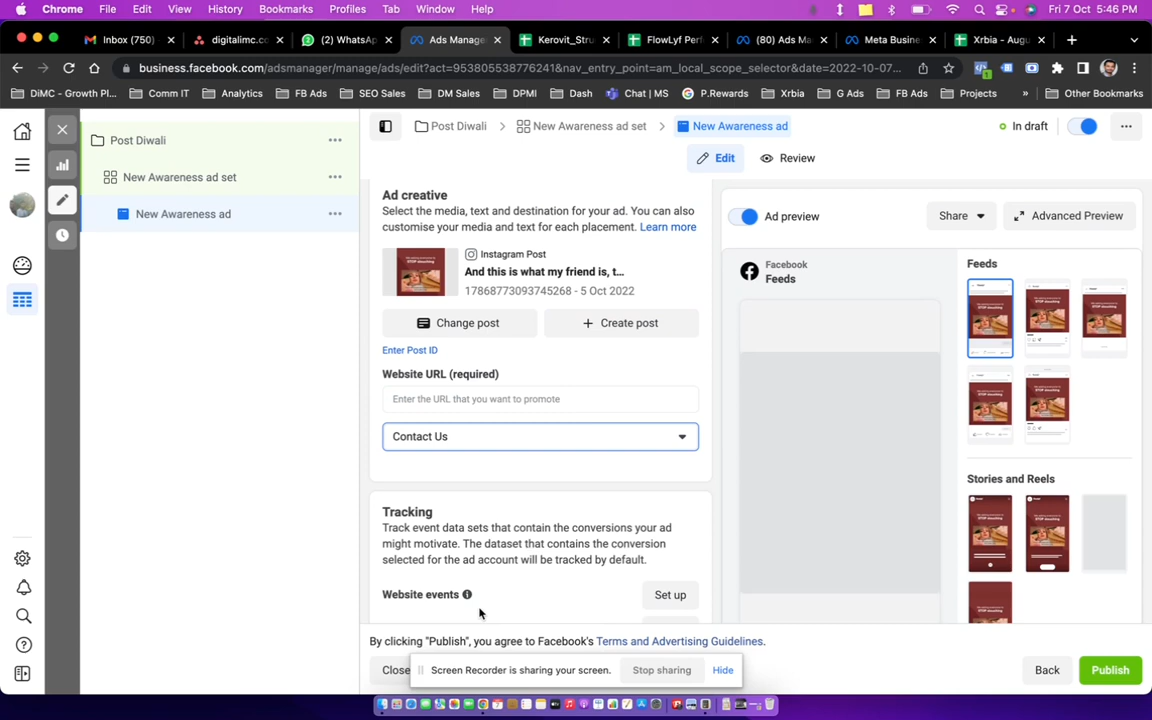 Chrome File Edit View History Bookmarks Profiles Tab Window Help Fri 7 Oct 5:46 PM
Inbox (750) digitalimc.c (2) WhatsA Ads Manage Kerovit_Stru FlowLyf Perf (80) Ads M Meta Busine Xrbia - Augu
business.facebook.com/adsmanager/manage/ads/edit?act=953805538776241&nav_entry_point=am_local_scope_selector&date=2022-10-07...
DiMC - Growth Pl... Comm IT Analytics FB Ads SEO Sales DM Sales DPMI Dash Chat | MS P.Rewards Xrbia G Ads FB Ads Projects » Other Bookmarks
Post Diwali
New Awareness ad set
New Awareness ad
Post Diwali New Awareness ad set New Awareness ad In draft
Edit Review
Ad creative
Select the media, text and destination for your ad. You can also
customise your media and text for each placement. Learn more
Instagram Post
And this is what my friend is, t...
17868773093745268 - 5 Oct 2022
Change post Create post
Enter Post ID
Website URL (required)
Enter the URL that you want to promote
Contact Us
Tracking
Track event data sets that contain the conversions your ad
might motivate. The dataset that contains the conversion
selected for the ad account will be tracked by default.
Website events Set up
Ad preview Share Advanced Preview
Facebook
Feeds
Feeds
Stories and Reels
By clicking "Publish", you agree to Facebook's Terms and Advertising Guidelines.
Close Screen Recorder is sharing your screen. Stop sharing Hide Back Publish